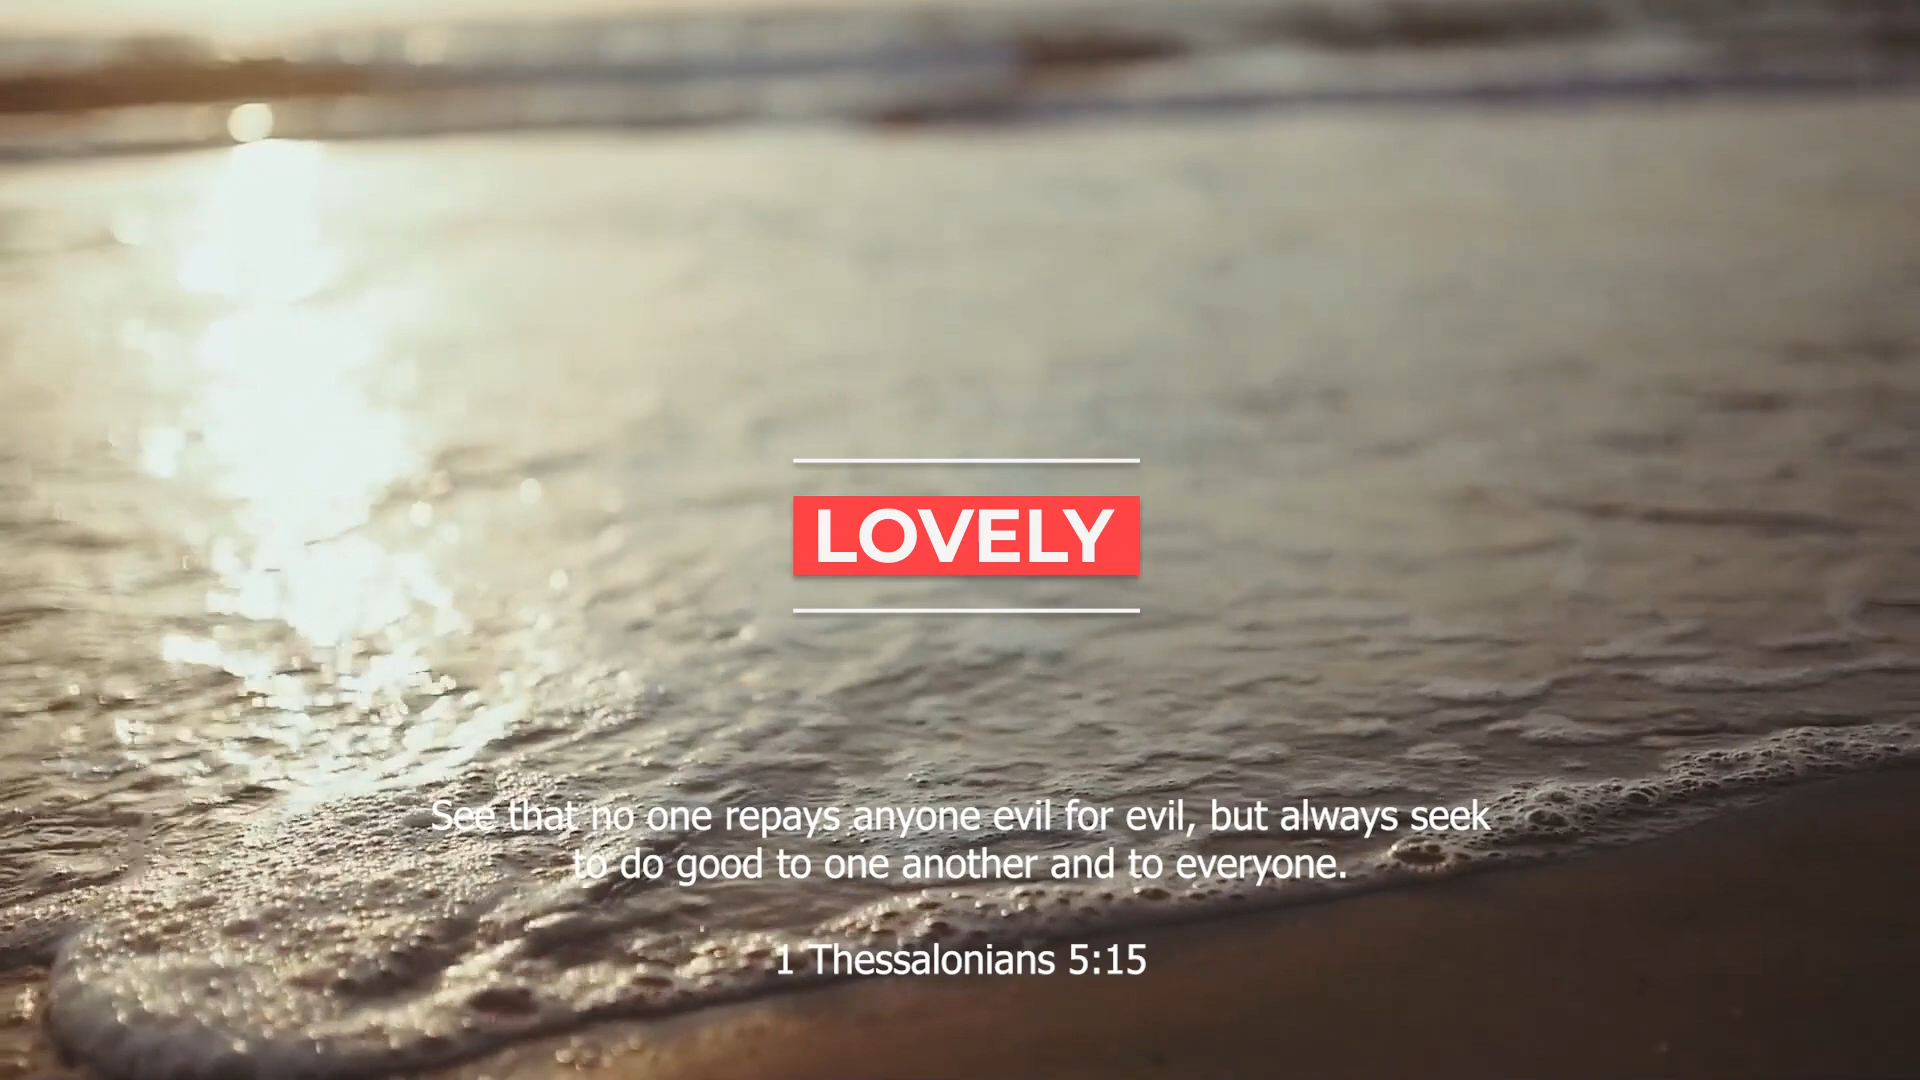 LOVELY
See that no one repays anyone evil for evil, but always seek
to do good to one another and to everyone.
1 Thessalonians 5:15